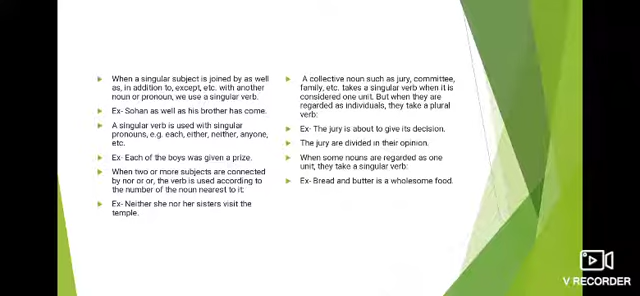 When a singular subject is joined by as well
as, in addition to, except, etc. with another
noun or pronoun, we use a singular verb.
Ex- Sohan as well as his brother has come.
A singular verb is used with singular
pronouns, e.g. each, either, neither, anyone,
etc.
Ex- Each of the boys was given a prize.
When two or more subjects are connected
by nor or or, the verb is used according to
the number of the noun nearest to it:
Ex- Neither she nor her sisters visit the
temple.
A collective noun such as jury, committee,
family, etc. takes a singular verb when it is
considered one unit. But when they are
regarded as individuals, they take a plural
verb:
Ex- The jury is about to give its decision.
The jury are divided in their opinion.
When some nouns are regarded as one
unit, they take a singular verb:
Ex- Bread and butter is a wholesome food.
V RECORDER